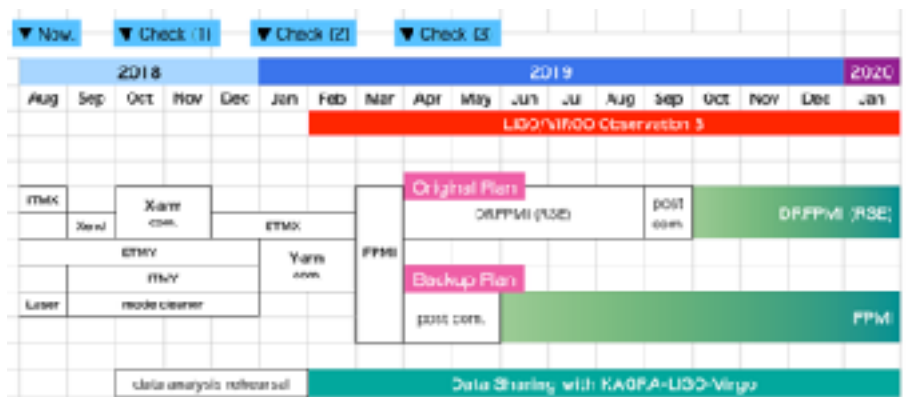 ▼ Now. ▼ Check (1) ▼ Check (2) ▼ Check (3)
2018 2019 2020
Aug Sep Oct Nov Dec Jan Feb Mar Apr May Jun Jul Aug Sep Oct Nov Dec Jan
LIGO/VIRGO Observation 3
Original Plan
ITMX X-arm com. DRFPMI (RSE) post com. DRFPMI (RSE)
Xend ETMX
ETMY Y-arm com. FPMI
ITMY Backup Plan
Laser mode cleaner post com. FPMI
data analysis rehearsal Data Sharing with KAGRA-LIGO-Virgo